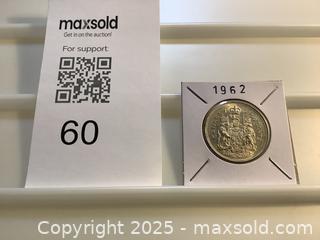 maxsold
Get in on the auction!
For support:
60
1962
Copyright 2025 - maxsold.com